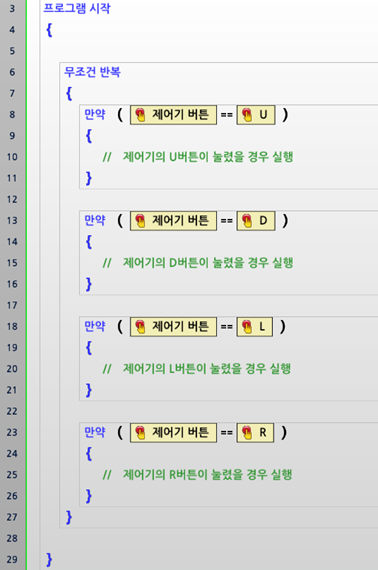 3 프로그램 시작
4 {
5
6 무조건 반복
7 {
8 만약 ( 제어기 버튼 == U )
9 {
10 // 제어기의 U버튼이 눌렸을 경우 실행
11 }
12
13 만약 ( 제어기 버튼 == D )
14 {
15 // 제어기의 D버튼이 눌렸을 경우 실행
16 }
17
18 만약 ( 제어기 버튼 == L )
19 {
20 // 제어기의 L버튼이 눌렸을 경우 실행
21 }
22
23 만약 ( 제어기 버튼 == R )
24 {
25 // 제어기의 R버튼이 눌렸을 경우 실행
26 }
27 }
28
29 }